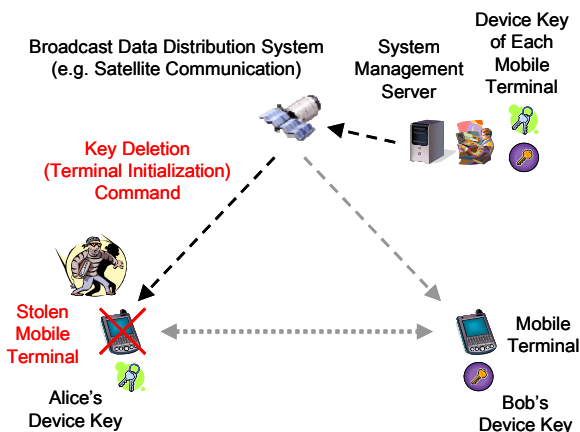 Broadcast Data Distribution System
(e.g. Satellite Communication)
System
Management
Server
Device Key
of Each
Mobile
Terminal
Key Deletion
(Terminal Initialization)
Command
Stolen
Mobile
Terminal
Alice's
Device Key
Mobile
Terminal
Bob's
Device Key